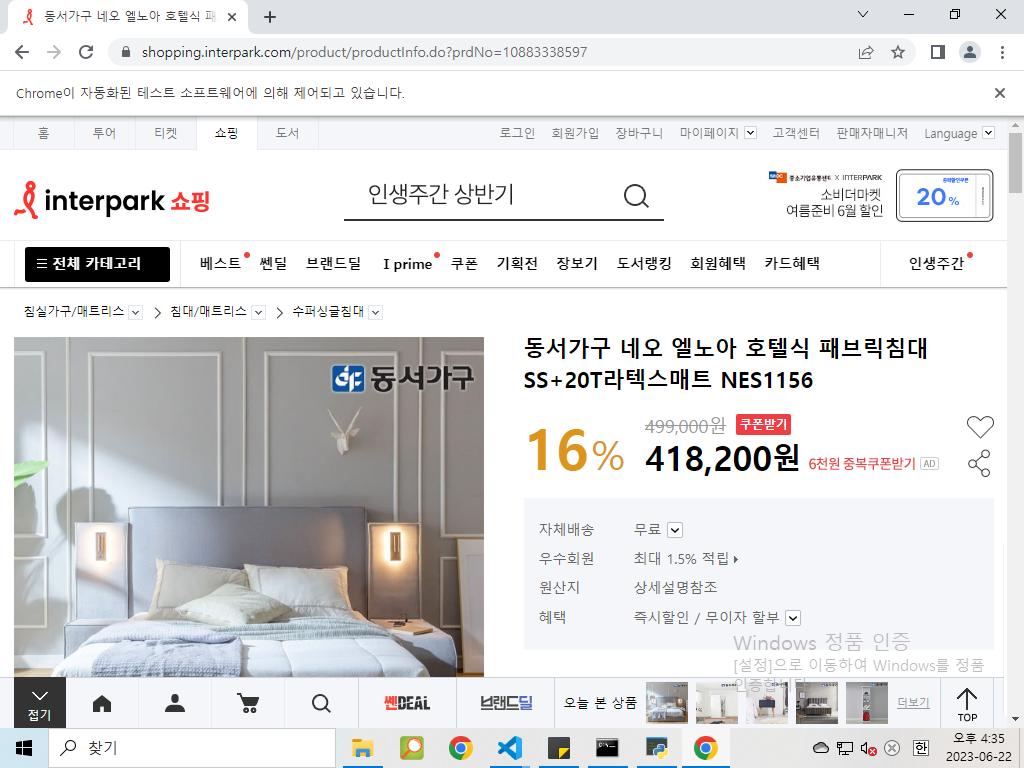 동서가구 네오 엘노아 호텔식 패
shopping.interpark.com/product/productInfo.do?prdNo=10883338597
Chrome이 자동화된 테스트 소프트웨어에 의해 제어되고 있습니다.
홈 투어 티켓 쇼핑 도서 로그인 회원가입 장바구니 마이페이지 고객센터 판매자매니저 Language
interpark 쇼핑
인생주간 상반기
중소기업유통센터 X INTERPARK
소비더마켓
여름준비 6월 할인
20%
전체 카테고리 베스트 쎈딜 브랜드딜 I prime 쿠폰 기획전 장보기 도서랭킹 회원혜택 카드혜택 인생주간
침실가구/매트리스 침대/매트리스 수퍼싱글침대
동서가구
동서가구 네오 엘노아 호텔식 패브릭침대
SS+20T라텍스매트 NES1156
16%
499,000원 쿠폰받기
418,200원 6천원 중복쿠폰받기 AD
자체배송 무료
우수회원 최대 1.5% 적립
원산지 상세설명참조
혜택 즉시할인 / 무이자 할부
Windows 정품 인증
[설정]으로 이동하여 Windows를 정품
인증합니다.
접기
쎈DEAL
브랜드딜
오늘 본 상품
더보기
TOP
찾기
한
오후 4:35
2023-06-22